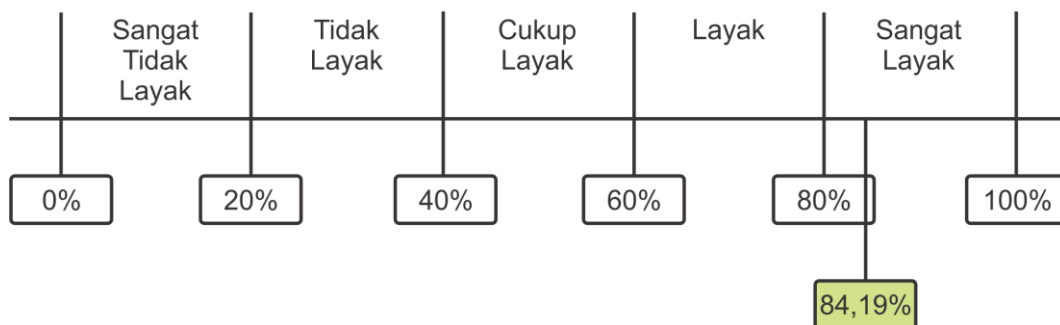 Sangat
Tidak
Layak
Tidak
Layak
Cukup
Layak
Layak
Sangat
Layak
0%
20%
40%
60%
80%
100%
84,19%